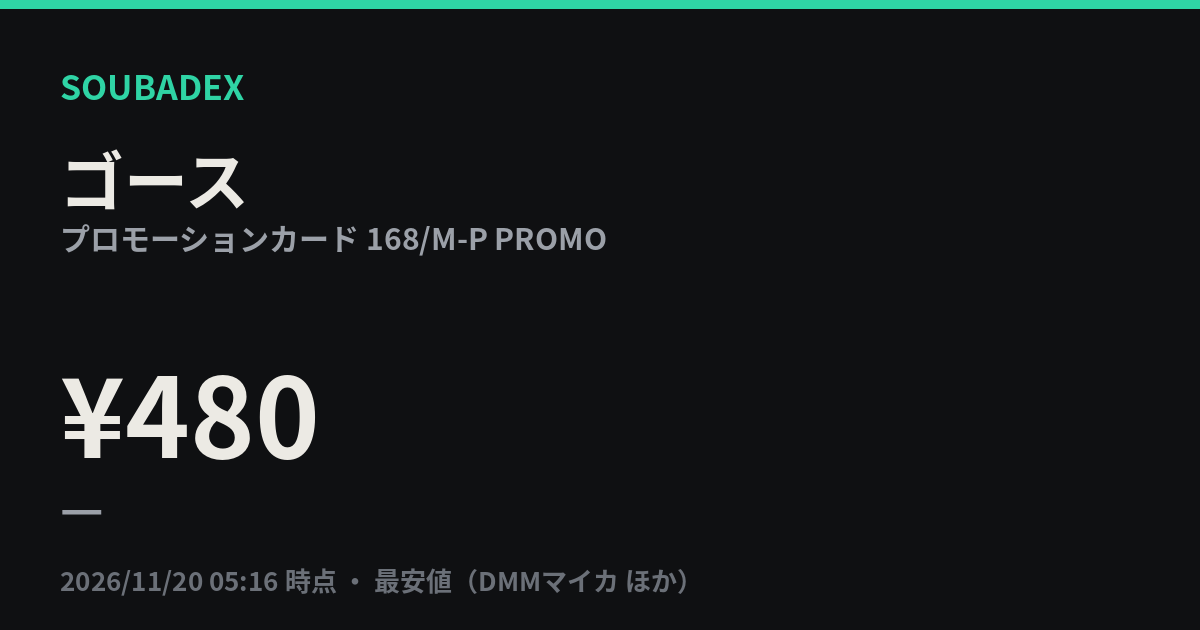 SOUBADEX
ゴース
プロモーションカード 168/M-P PROMO
¥480
—
2026/11/20 05:16 時点 ・ 最安値（DMMマイカ ほか）